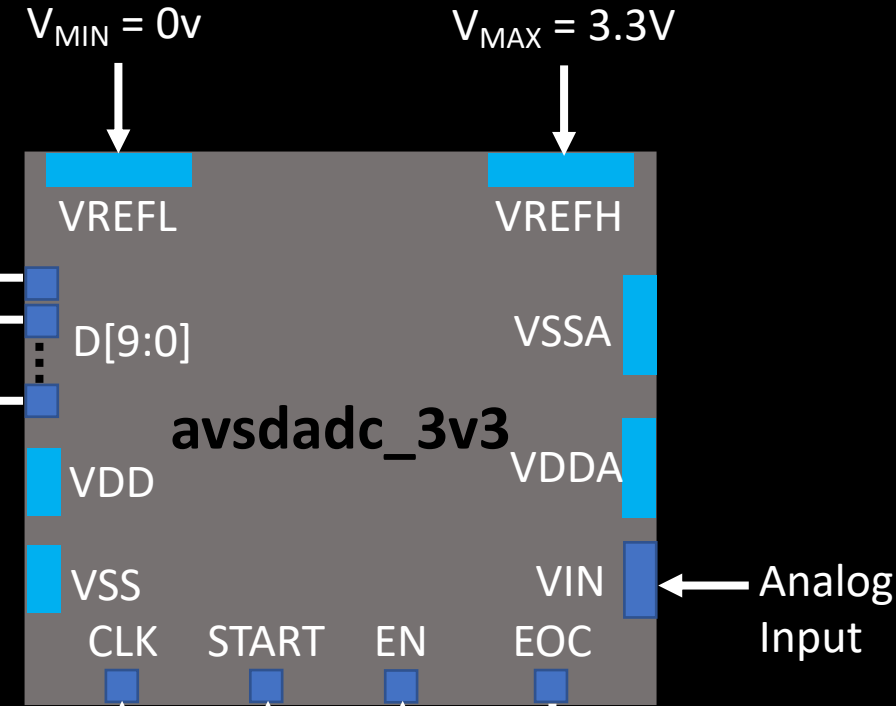 VMIN = 0v
VMAX = 3.3V
VREFL
VREFH
D[9:0]
VSSA
avsdadc_3v3
VDD
VDDA
VSS
VIN
Analog
Input
CLK START EN EOC